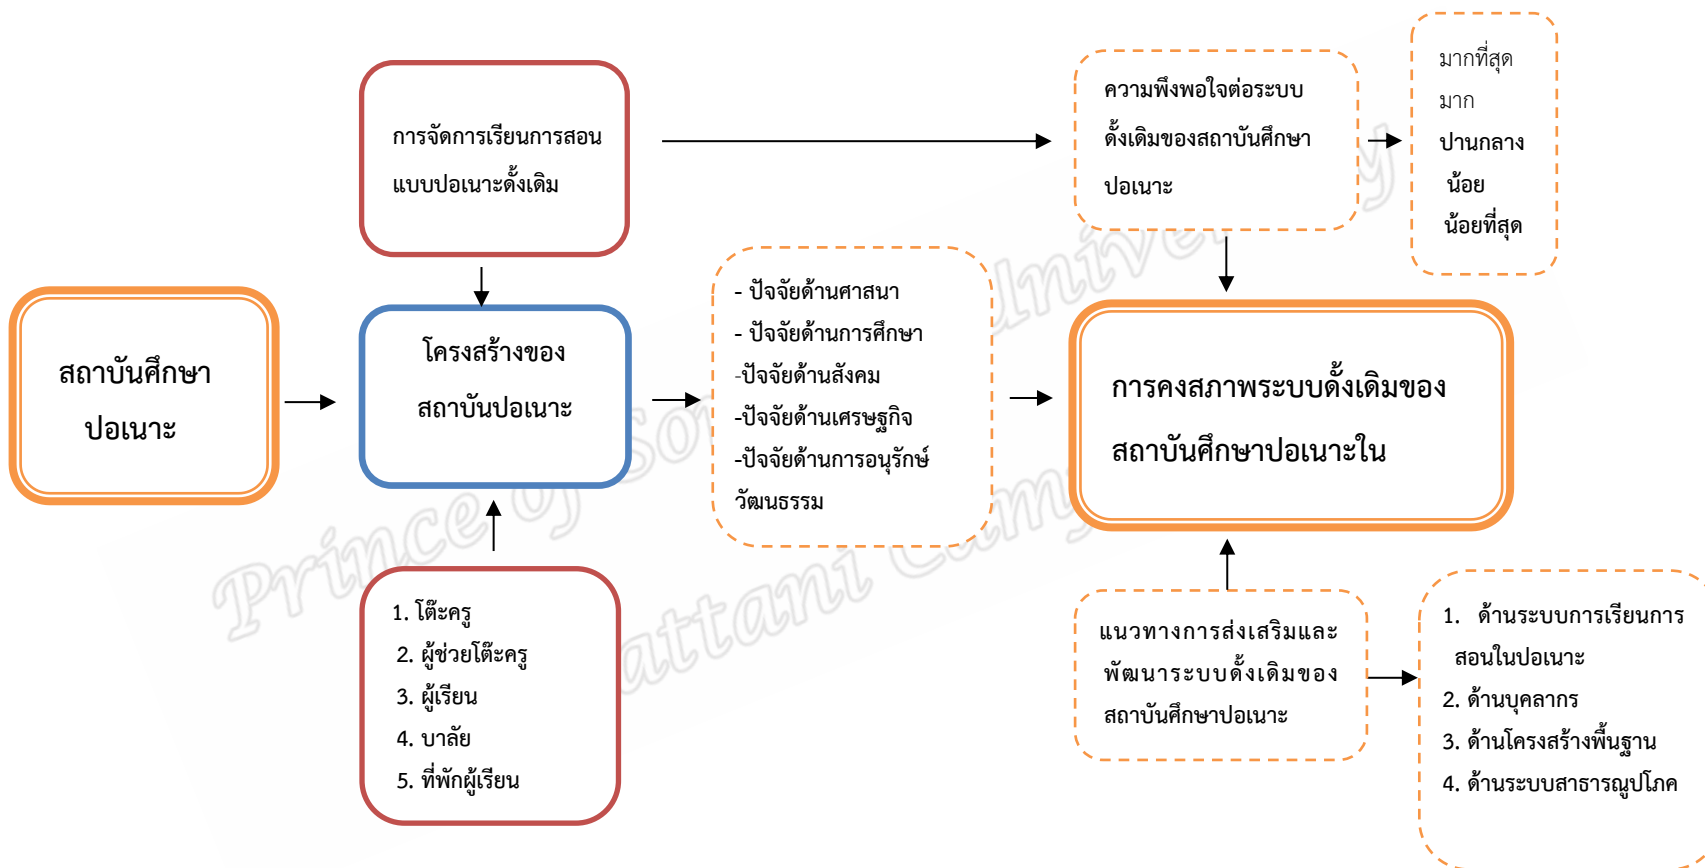 การจัดการเรียนการสอน
แบบปอเนาะดั้งเดิม
ความพึงพอใจต่อระบบ
ดั้งเดิมของสถาบันศึกษา
ปอเนาะ
มากที่สุด
มาก
ปานกลาง
น้อย
น้อยที่สุด
สถาบันศึกษา
ปอเนาะ
โครงสร้างของ
สถาบันปอเนาะ
- ปัจจัยด้านศาสนา
- ปัจจัยด้านการศึกษา
-ปัจจัยด้านสังคม
-ปัจจัยด้านเศรษฐกิจ
-ปัจจัยด้านการอนุรักษ์
วัฒนธรรม
การคงสภาพระบบดั้งเดิมของ
สถาบันศึกษาปอเนาะใน
1. โต๊ะครู
2. ผู้ช่วยโต๊ะครู
3. ผู้เรียน
4. บาลัย
5. ที่พักผู้เรียน
แนวทางการส่งเสริมและ
พัฒนาระบบดั้งเดิมของ
สถาบันศึกษาปอเนาะ
1. ด้านระบบการเรียนการ
สอนในปอเนาะ
2. ด้านบุคลากร
3. ด้านโครงสร้างพื้นฐาน
4. ด้านระบบสาธารณูปโภค
Prince of